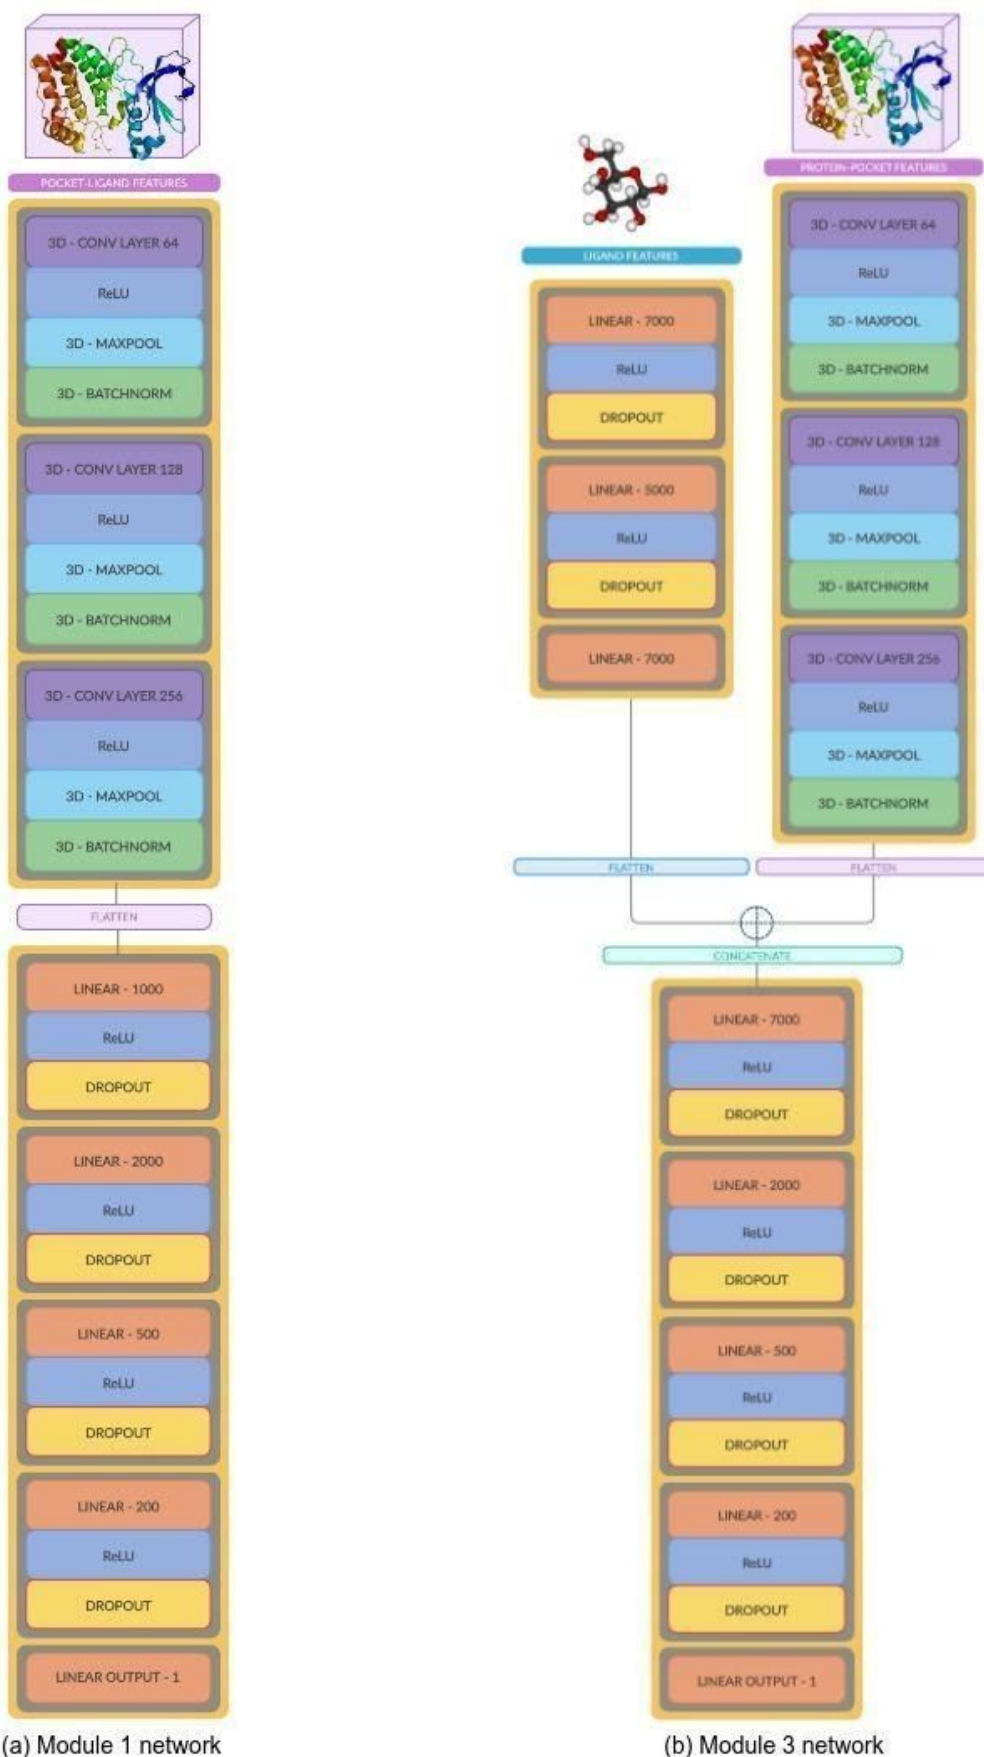 POCKET-LIGAND FEATURES
3D - CONV LAYER 64
ReLU
3D - MAXPOOL
3D - BATCHNORM
3D - CONV LAYER 128
ReLU
3D - MAXPOOL
3D - BATCHNORM
3D - CONV LAYER 256
ReLU
3D - MAXPOOL
3D - BATCHNORM
FLATTEN
LINEAR - 1000
ReLU
DROPOUT
LINEAR - 2000
ReLU
DROPOUT
LINEAR - 500
ReLU
DROPOUT
LINEAR - 200
ReLU
DROPOUT
LINEAR OUTPUT - 1
(a) Module 1 network
LIGAND FEATURES
LINEAR - 7000
ReLU
DROPOUT
LINEAR - 5000
ReLU
DROPOUT
LINEAR - 7000
FLATTEN
PROTEIN-POCKET FEATURES
3D - CONV LAYER 64
ReLU
3D - MAXPOOL
3D - BATCHNORM
3D - CONV LAYER 128
ReLU
3D - MAXPOOL
3D - BATCHNORM
3D - CONV LAYER 256
ReLU
3D - MAXPOOL
3D - BATCHNORM
FLATTEN
CONCATENATE
LINEAR - 7000
ReLU
DROPOUT
LINEAR - 2000
ReLU
DROPOUT
LINEAR - 500
ReLU
DROPOUT
LINEAR - 200
ReLU
DROPOUT
LINEAR OUTPUT - 1
(b) Module 3 network